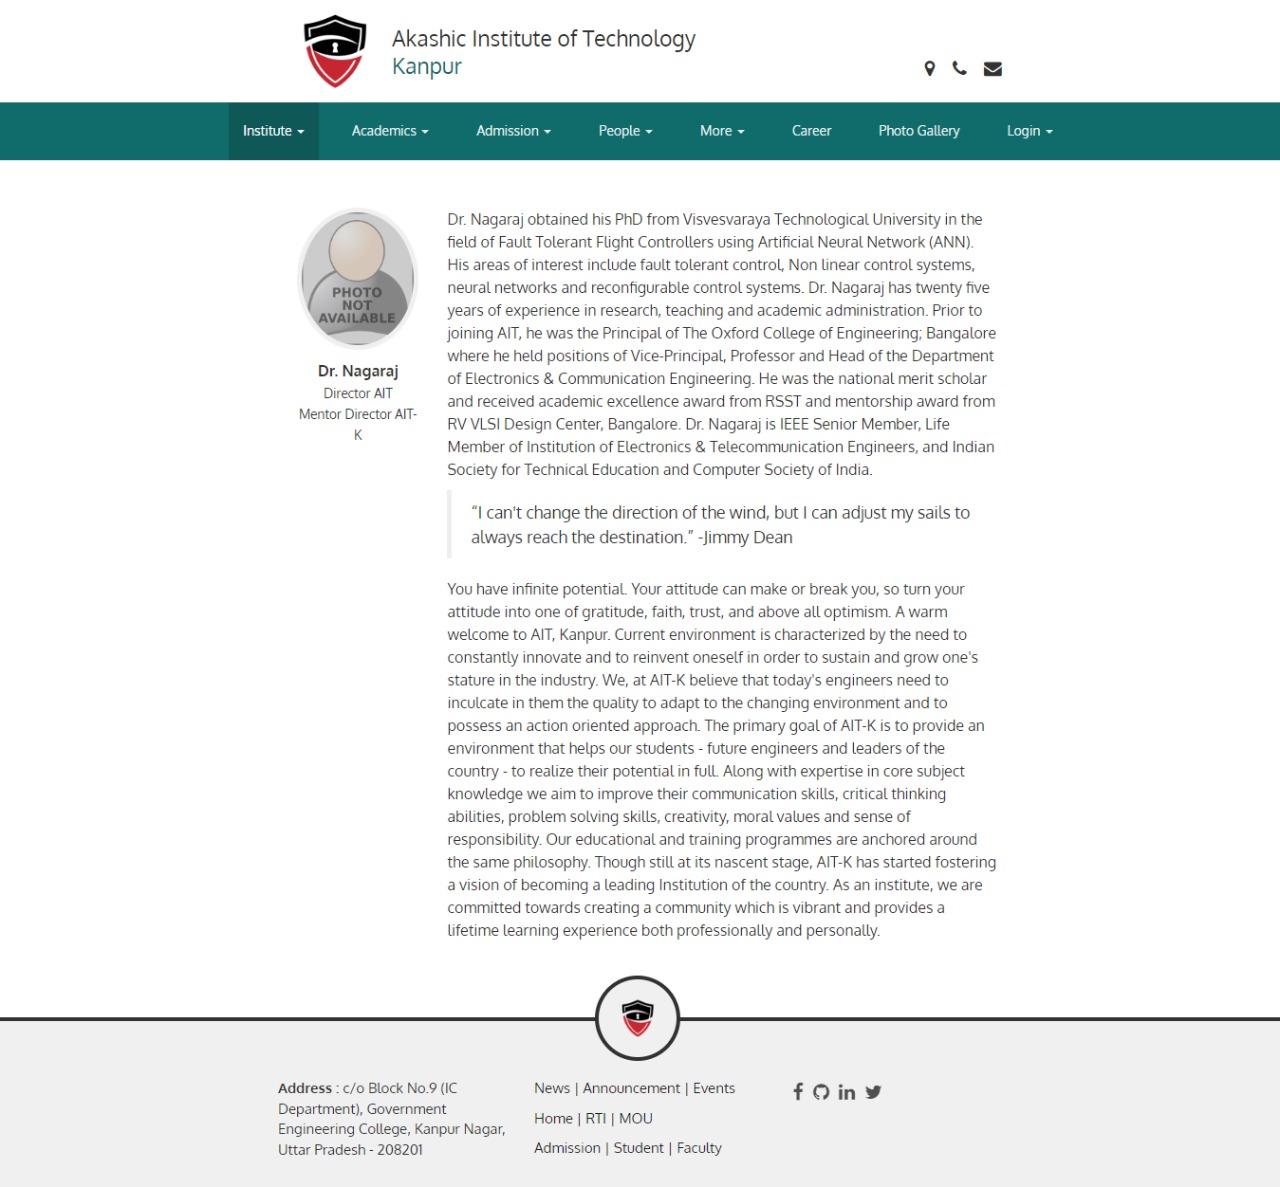 Akashic Institute of Technology
Kanpur
Institute
Academics
Admission
People
More
Career
Photo Gallery
Login
PHOTO
NOT
AVAILABLE
Dr. Nagaraj
Director AIT
Mentor Director AIT-
K
Dr. Nagaraj obtained his PhD from Visvesvaraya Technological University in the
field of Fault Tolerant Flight Controllers using Artificial Neural Network (ANN).
His areas of interest include fault tolerant control, Non linear control systems,
neural networks and reconfigurable control systems. Dr. Nagaraj has twenty five
years of experience in research, teaching and academic administration. Prior to
joining AIT, he was the Principal of The Oxford College of Engineering; Bangalore
where he held positions of Vice-Principal, Professor and Head of the Department
of Electronics & Communication Engineering. He was the national merit scholar
and received academic excellence award from RSST and mentorship award from
RV VLSI Design Center, Bangalore. Dr. Nagaraj is IEEE Senior Member, Life
Member of Institution of Electronics & Telecommunication Engineers, and Indian
Society for Technical Education and Computer Society of India.
“I can't change the direction of the wind, but I can adjust my sails to
always reach the destination.” -Jimmy Dean
You have infinite potential. Your attitude can make or break you, so turn your
attitude into one of gratitude, faith, trust, and above all optimism. A warm
welcome to AIT, Kanpur. Current environment is characterized by the need to
constantly innovate and to reinvent oneself in order to sustain and grow one's
stature in the industry. We, at AIT-K believe that today's engineers need to
inculcate in them the quality to adapt to the changing environment and to
possess an action oriented approach. The primary goal of AIT-K is to provide an
environment that helps our students - future engineers and leaders of the
country - to realize their potential in full. Along with expertise in core subject
knowledge we aim to improve their communication skills, critical thinking
abilities, problem solving skills, creativity, moral values and sense of
responsibility. Our educational and training programmes are anchored around
the same philosophy. Though still at its nascent stage, AIT-K has started fostering
a vision of becoming a leading Institution of the country. As an institute, we are
committed towards creating a community which is vibrant and provides a
lifetime learning experience both professionally and personally.
Address : c/o Block No.9 (IC
Department), Government
Engineering College, Kanpur Nagar,
Uttar Pradesh - 208201
News | Announcement | Events
Home | RTI | MOU
Admission | Student | Faculty